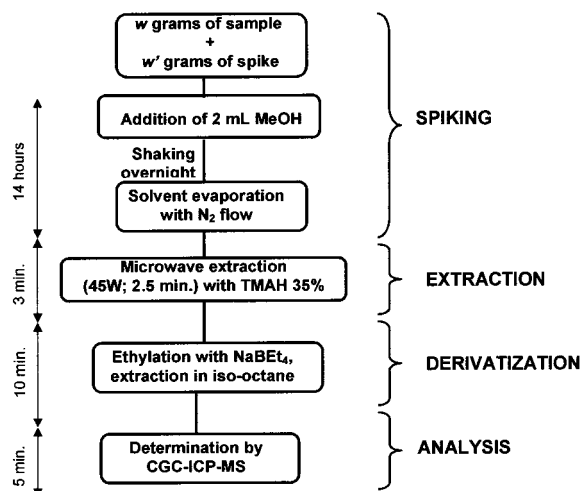 w grams of sample
+
w' grams of spike
Addition of 2 mL MeOH
Shaking
overnight
Solvent evaporation
with N₂ flow
14 hours
SPIKING
Microwave extraction
(45W; 2.5 min.) with TMAH 35%
3 min.
EXTRACTION
Ethylation with NaBEt₄,
extraction in iso-octane
10 min.
DERIVATIZATION
Determination by
CGC-ICP-MS
5 min.
ANALYSIS